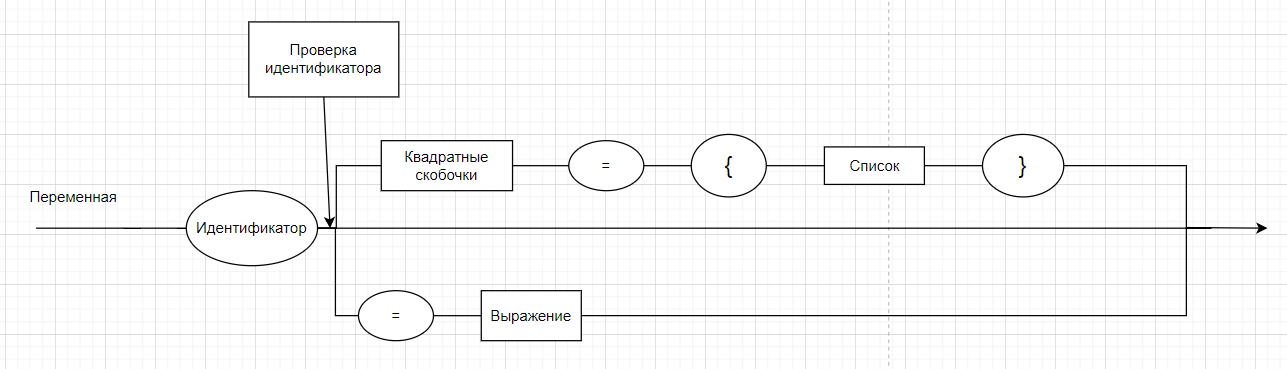 Проверка
идентификатора
Квадратные
скобочки
=
{
Список
}
Переменная
Идентификатор
=
Выражение